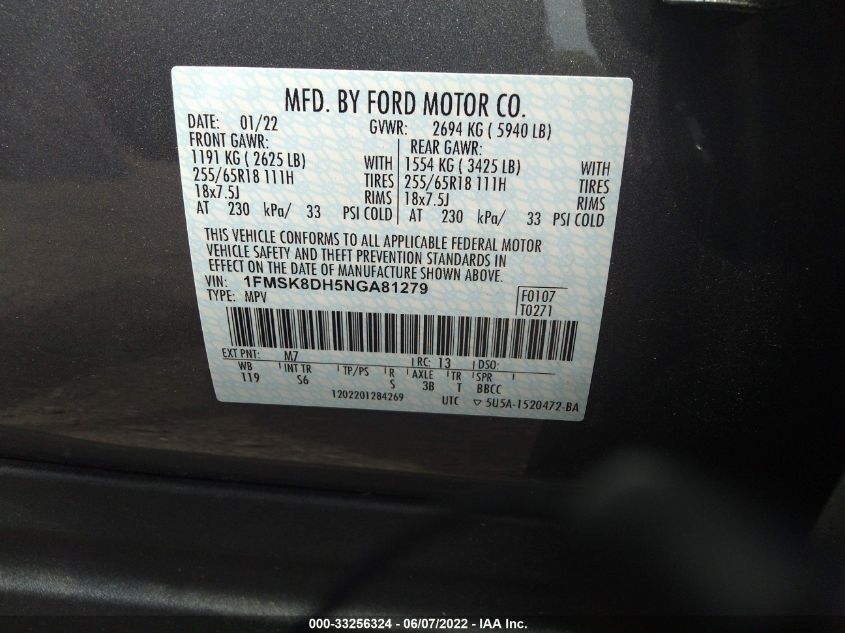 MFD. BY FORD MOTOR CO.
DATE: 01/22 GVWR: 2694 KG ( 5940 LB)
FRONT GAWR: REAR GAWR:
1191 KG ( 2625 LB) WITH 1554 KG ( 3425 LB) WITH
255/65R18 111H TIRES 255/65R18 111H TIRES
18x7.5J RIMS 18x7.5J RIMS
AT 230 kPa/ 33 PSI COLD AT 230 kPa/ 33 PSI COLD
THIS VEHICLE CONFORMS TO ALL APPLICABLE FEDERAL MOTOR
VEHICLE SAFETY AND THEFT PREVENTION STANDARDS IN
EFFECT ON THE DATE OF MANUFACTURE SHOWN ABOVE.
VIN: 1FMSK8DH5NGA81279 F0107
TYPE: MPV T0271
EXT PNT: M7 RC: 13 DSO:
WB INT TR TP/PS R AXLE TR SPR
119 S6 S 3B T BBCC
1202201284269 UTC ▽ 5U5A-1520472-BA
000-33256324 | 06/07/2022 - IAA Inc.